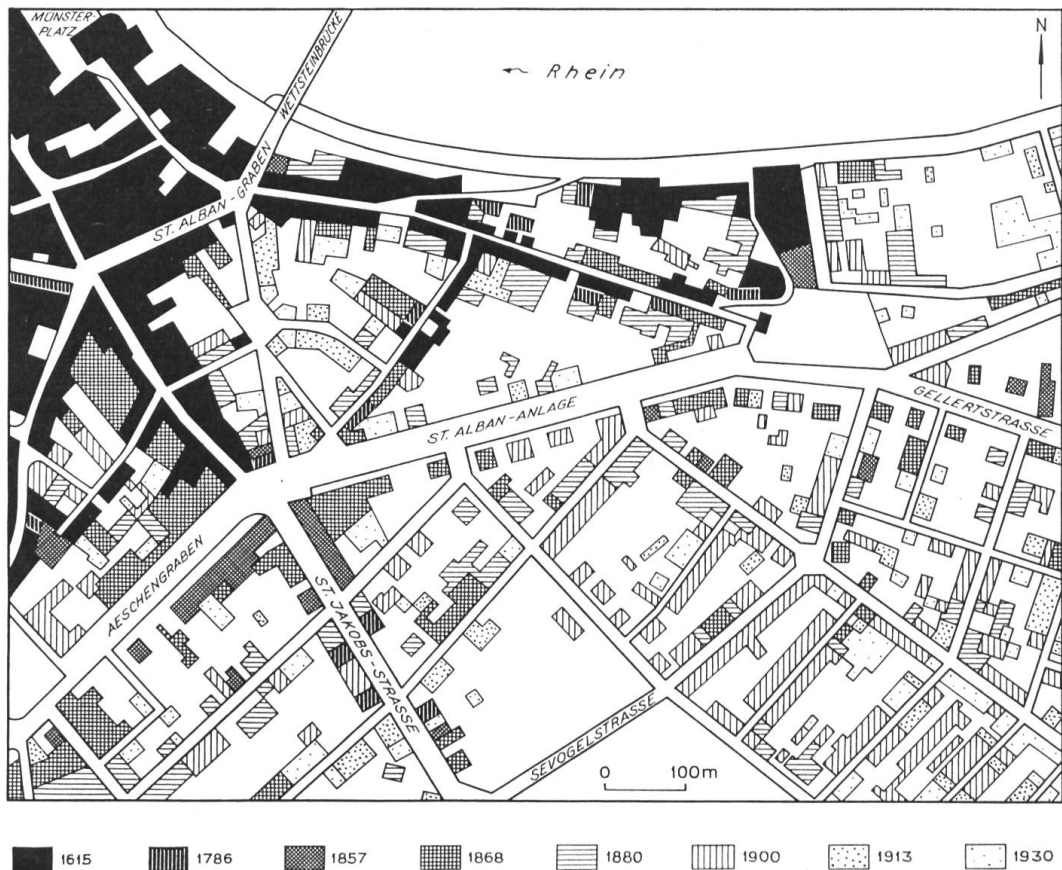 MÜNSTER-
PLATZ
WETTSTEINBRÜCKE
← Rhein
N
ST. ALBAN-GRABEN
ST. ALBAN-ANLAGE
GELLERTSTRASSE
AESCHENGRABEN
ST. JAKOBS-STRASSE
SEVOGELSTRASSE
0 100m
1615 1786 1857 1868 1880 1900 1913 1930